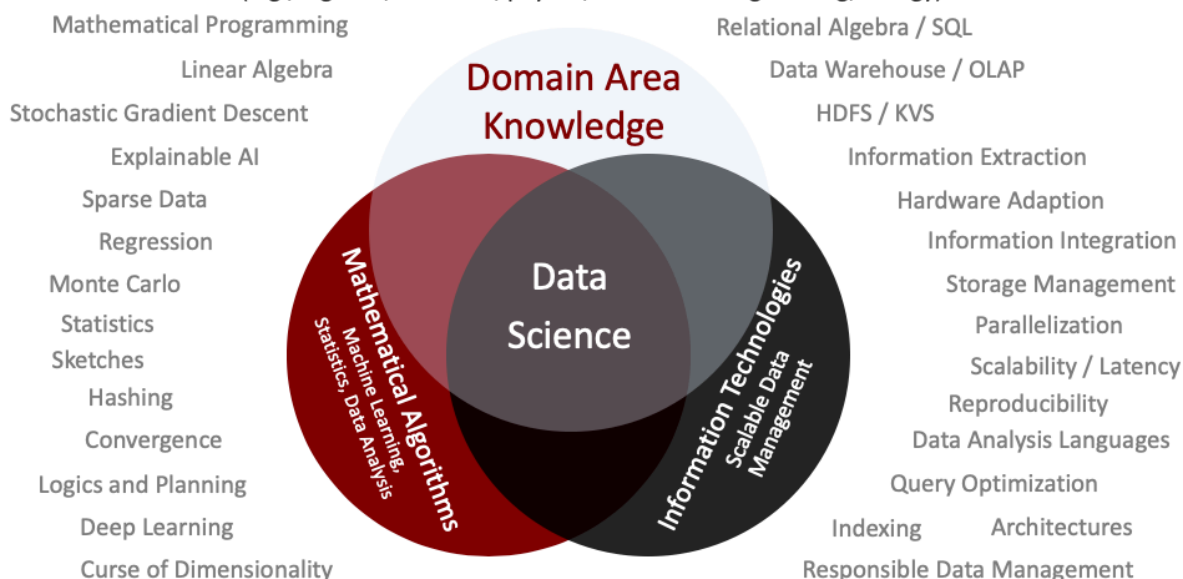 Mathematical Programming
Linear Algebra
Stochastic Gradient Descent
Explainable AI
Sparse Data
Regression
Monte Carlo
Statistics
Sketches
Hashing
Convergence
Logics and Planning
Deep Learning
Curse of Dimensionality
Domain Area
Knowledge
Data
Science
Mathematical Algorithms
Machine Learning,
Statistics, Data Analysis
Information Technologies
Scalable Data
Management
Relational Algebra / SQL
Data Warehouse / OLAP
HDFS / KVS
Information Extraction
Hardware Adaption
Information Integration
Storage Management
Parallelization
Scalability / Latency
Reproducibility
Data Analysis Languages
Query Optimization
Indexing
Architectures
Responsible Data Management